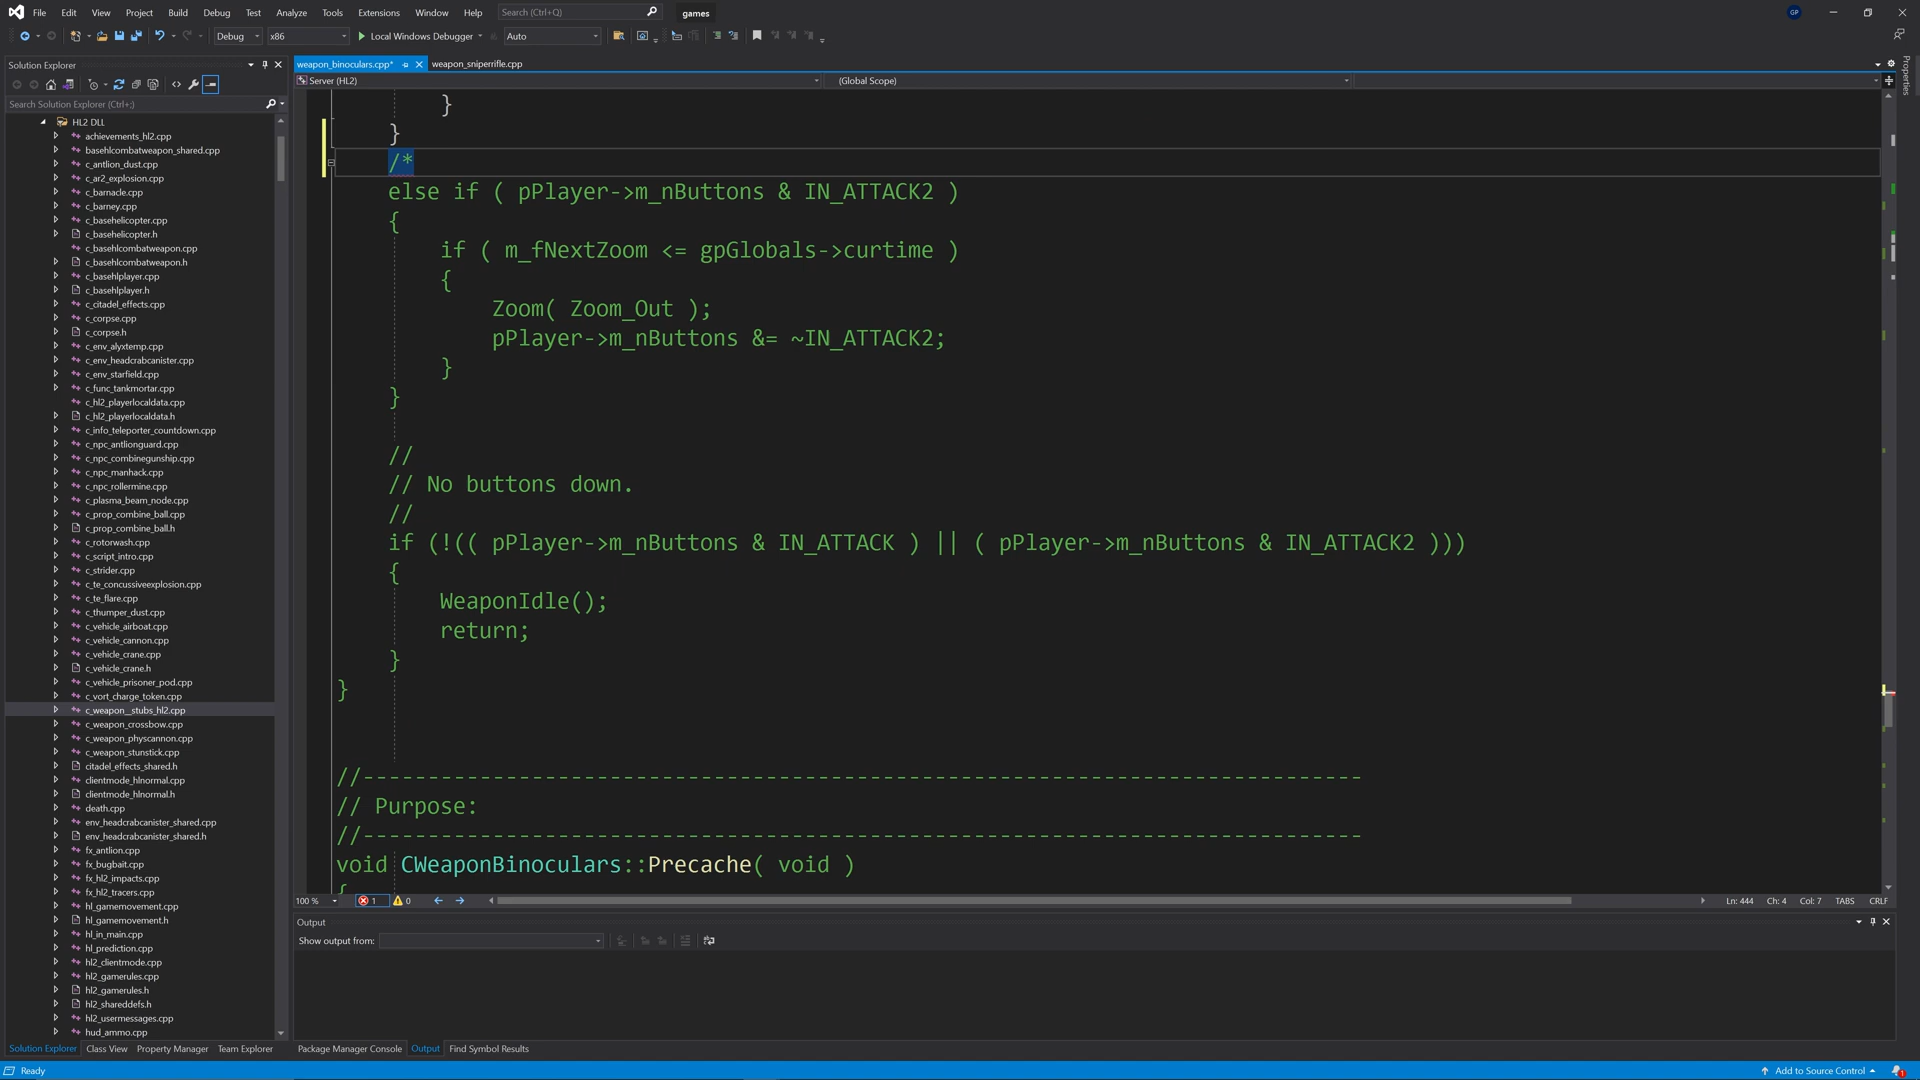 File Edit View Project Build Debug Test Analyze Tools Extensions Window Help Search (Ctrl+Q) games GP
Debug x86 Local Windows Debugger Auto
Solution Explorer
weapon_binoculars.cpp* weapon_sniperrifle.cpp
Server (HL2) (Global Scope)
Properties
Search Solution Explorer (Ctrl+;)
HL2 DLL
achievements_hl2.cpp
basehlcombatweapon_shared.cpp
c_antlion_dust.cpp
c_ar2_explosion.cpp
c_barnacle.cpp
c_barney.cpp
c_basehelicopter.cpp
c_basehelicopter.h
c_basehlcombatweapon.cpp
c_basehlcombatweapon.h
c_basehlplayer.cpp
c_basehlplayer.h
c_citadel_effects.cpp
c_corpse.cpp
c_corpse.h
c_env_alyxtemp.cpp
c_env_headcrabcanister.cpp
c_env_starfield.cpp
c_func_tankmortar.cpp
c_hl2_playerlocaldata.cpp
c_hl2_playerlocaldata.h
c_info_teleporter_countdown.cpp
c_npc_antlionguard.cpp
c_npc_combinegunship.cpp
c_npc_manhack.cpp
c_npc_rollermine.cpp
c_plasma_beam_node.cpp
c_prop_combine_ball.cpp
c_prop_combine_ball.h
c_rotorwash.cpp
c_script_intro.cpp
c_strider.cpp
c_te_concussiveexplosion.cpp
c_te_flare.cpp
c_thumper_dust.cpp
c_vehicle_airboat.cpp
c_vehicle_cannon.cpp
c_vehicle_crane.cpp
c_vehicle_crane.h
c_vehicle_prisoner_pod.cpp
c_vort_charge_token.cpp
c_weapon__stubs_hl2.cpp
c_weapon_crossbow.cpp
c_weapon_physcannon.cpp
c_weapon_stunstick.cpp
citadel_effects_shared.h
clientmode_hlnormal.cpp
clientmode_hlnormal.h
death.cpp
env_headcrabcanister_shared.cpp
env_headcrabcanister_shared.h
fx_antlion.cpp
fx_bugbait.cpp
fx_hl2_impacts.cpp
fx_hl2_tracers.cpp
hl_gamemovement.cpp
hl_gamemovement.h
hl_in_main.cpp
hl_prediction.cpp
hl2_clientmode.cpp
hl2_gamerules.cpp
hl2_gamerules.h
hl2_shareddefs.h
hl2_usermessages.cpp
hud_ammo.cpp
}
}
/*
else if ( pPlayer->m_nButtons & IN_ATTACK2 )
{
if ( m_fNextZoom <= gpGlobals->curtime )
{
Zoom( Zoom_Out );
pPlayer->m_nButtons &= ~IN_ATTACK2;
}
}
//
// No buttons down.
//
if (!(( pPlayer->m_nButtons & IN_ATTACK ) || ( pPlayer->m_nButtons & IN_ATTACK2 )))
{
WeaponIdle();
return;
}
}
//-----------------------------------------------------------------------------
// Purpose:
//-----------------------------------------------------------------------------
void CWeaponBinoculars::Precache( void )
{
100 % 1 0 Ln: 444 Ch: 4 Col: 7 TABS CRLF
Output
Show output from:
Solution Explorer Class View Property Manager Team Explorer Package Manager Console Output Find Symbol Results
Ready Add to Source Control 1